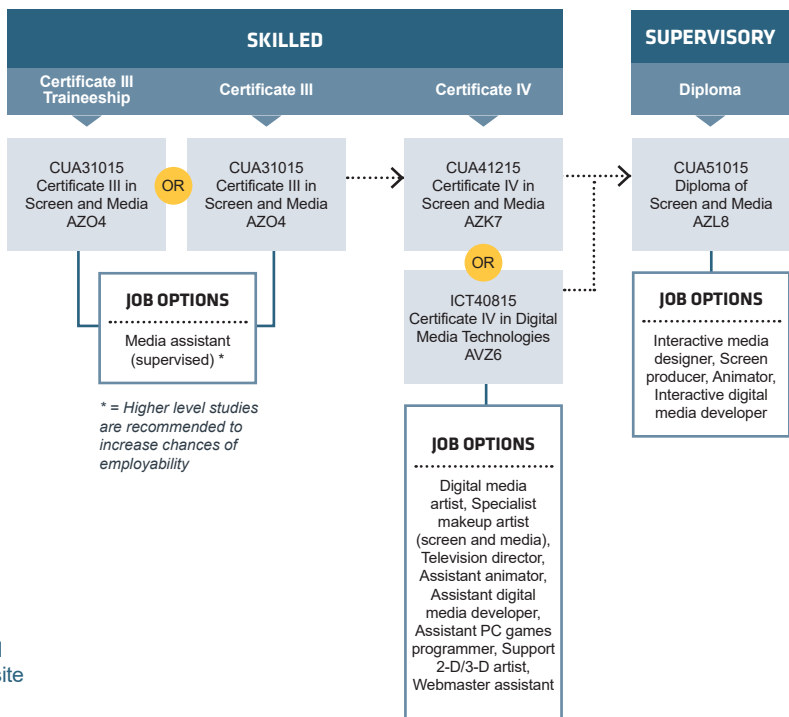 SKILLED
SUPERVISORY
Certificate III
Traineeship
Certificate III
Certificate IV
Diploma
CUA31015
Certificate III in
Screen and Media
AZO4
OR
CUA31015
Certificate III in
Screen and Media
AZO4
CUA41215
Certificate IV in
Screen and Media
AZK7
OR
ICT40815
Certificate IV in Digital
Media Technologies
AVZ6
CUA51015
Diploma of
Screen and Media
AZL8
JOB OPTIONS
Media assistant
(supervised) *
* = Higher level studies
are recommended to
increase chances of
employability
JOB OPTIONS
Digital media
artist, Specialist
makeup artist
(screen and media),
Television director,
Assistant animator,
Assistant digital
media developer,
Assistant PC games
programmer, Support
2-D/3-D artist,
Webmaster assistant
JOB OPTIONS
Interactive media
designer, Screen
producer, Animator,
Interactive digital
media developer
site